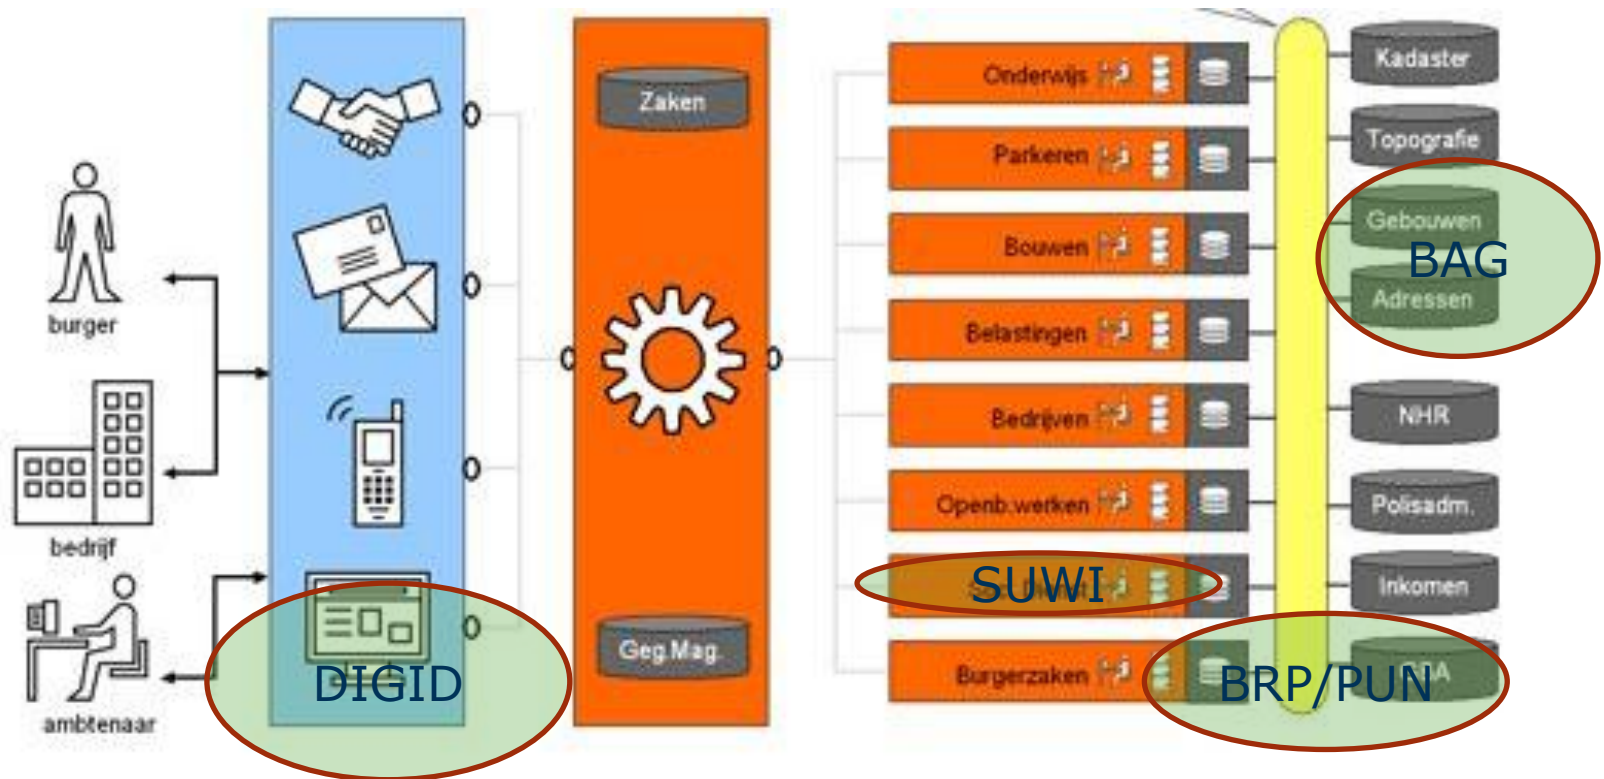 burger
bedrijf
ambtenaar
DIGID
Zaken
Geg.Mag.
Onderwijs
Parkeren
Bouwen
Belastingen
Bedrijven
Openb.werken
SUWI
Burgerzaken
Kadaster
Topografie
Gebouwen
BAG
Adressen
NHR
Polisadm.
Inkomen
BRP/PUN